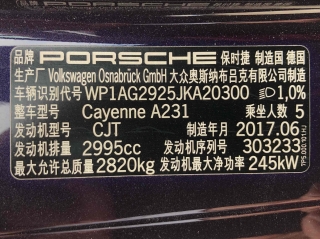 品牌 PORSCHE 保时捷 制造国 德国
生产厂 Volkswagen Osnabrück GmbH 大众奥斯纳布吕克有限公司制造
车辆识别代号 WP1AG2925JKA20300 1,0%
整车型号 Cayenne A231 乘坐人数 5
发动机型号 CJT 制造年月 2017.06
发动机排量 2995cc 发动机序列号 303233
最大允许总质量 2820kg 发动机最大净功率 245kW